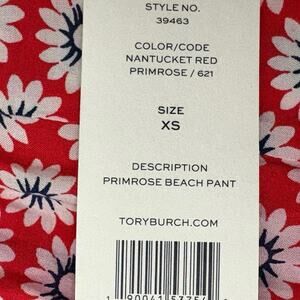 STYLE NO.
39463
COLOR/CODE
NANTUCKET RED
PRIMROSE / 621
SIZE
XS
DESCRIPTION
PRIMROSE BEACH PANT
TORYBURCH.COM